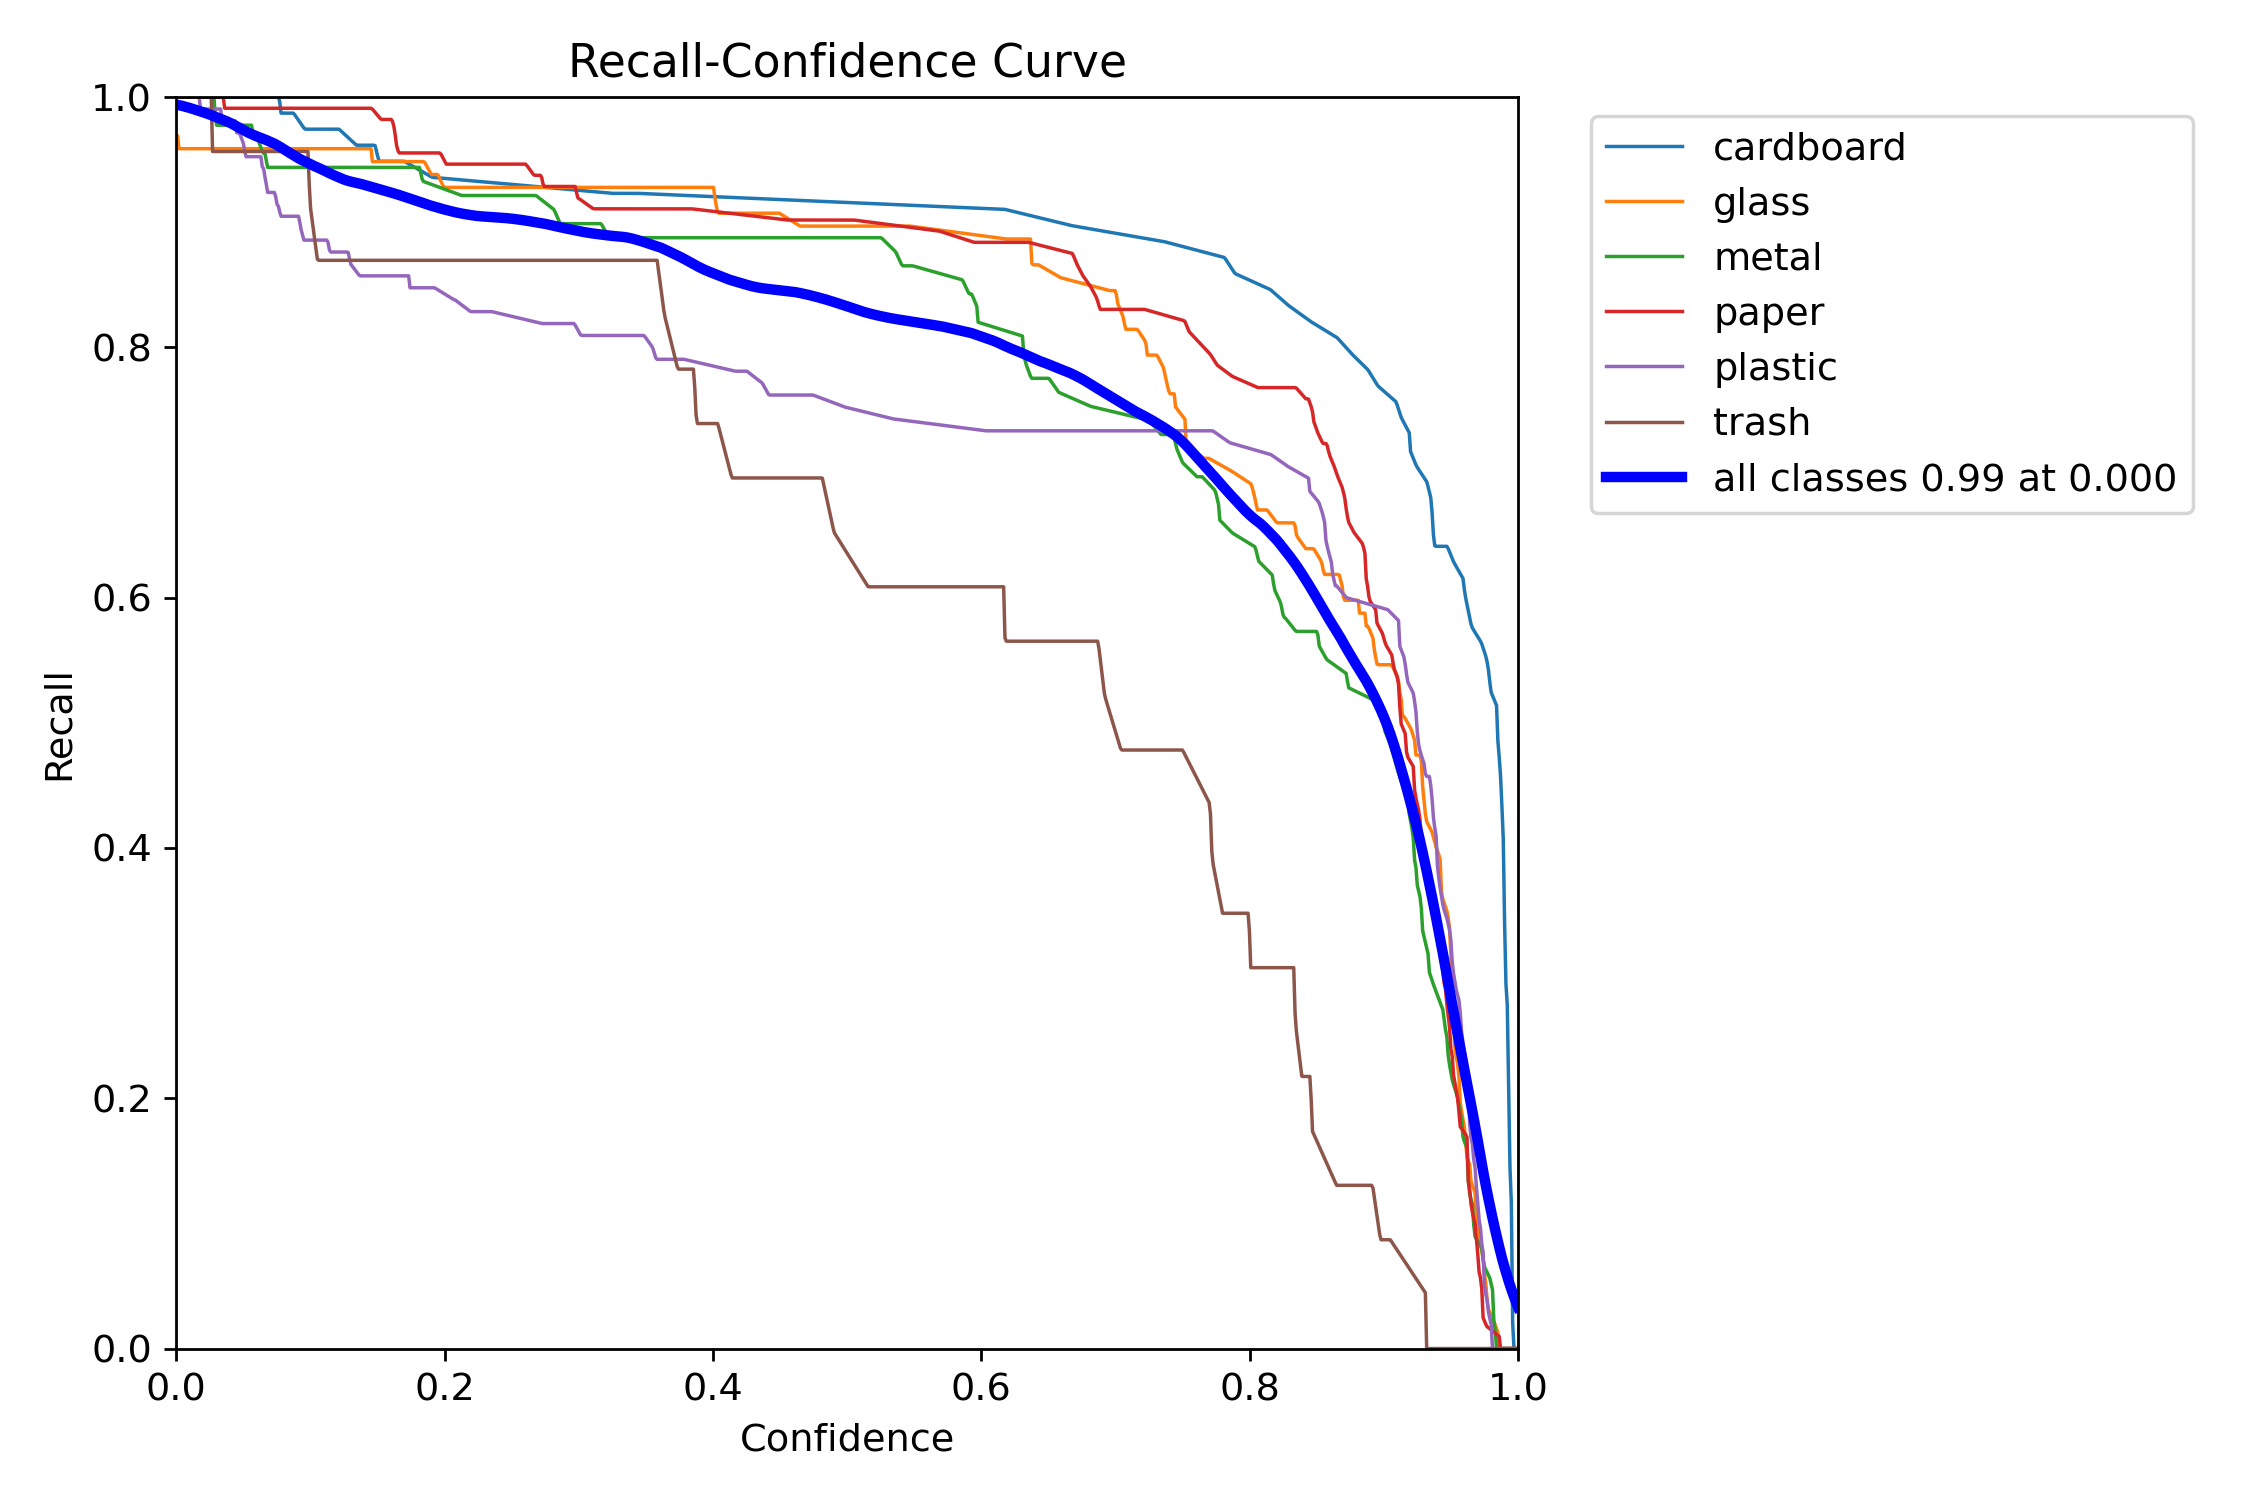 Recall-Confidence Curve
1.0
0.8
0.6
0.4
0.2
0.0
Recall
0.0 0.2 0.4 0.6 0.8 1.0
Confidence
cardboard
glass
metal
paper
plastic
trash
all classes 0.99 at 0.000